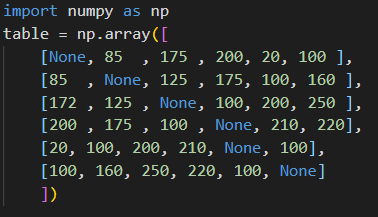 import numpy as np
table = np.array([
    [None, 85  , 175 , 200, 20, 100 ],
    [85  , None, 125 , 175, 100, 160 ],
    [172 , 125 , None, 100, 200, 250 ],
    [200 , 175 , 100 , None, 210, 220],
    [20, 100, 200, 210, None, 100],
    [100, 160, 250, 220, 100, None]
    ])